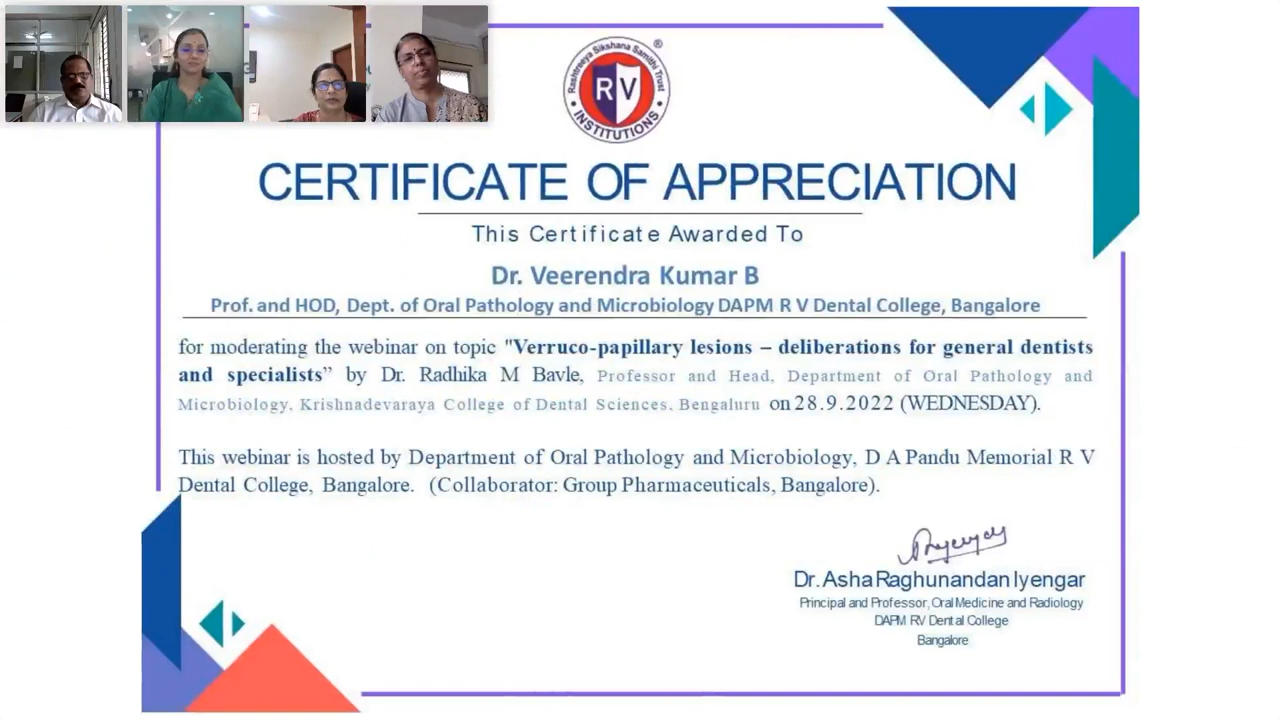 Rashtreeya Sikshana Samithi Trust
®
RV
INSTITUTIONS
CERTIFICATE OF APPRECIATION
This Certificate Awarded To
Dr. Veerendra Kumar B
Prof. and HOD, Dept. of Oral Pathology and Microbiology DAPM R V Dental College, Bangalore
for moderating the webinar on topic "Verruco-papillary lesions – deliberations for general dentists
and specialists” by Dr. Radhika M Bavle, Professor and Head, Department of Oral Pathology and
Microbiology, Krishnadevaraya College of Dental Sciences, Bengaluru on 28.9.2022 (WEDNESDAY).
This webinar is hosted by Department of Oral Pathology and Microbiology, D A Pandu Memorial R V
Dental College, Bangalore. (Collaborator: Group Pharmaceuticals, Bangalore).
Dr. Asha Raghunandan Iyengar
Principal and Professor, Oral Medicine and Radiology
DAPM RV Dental College
Bangalore